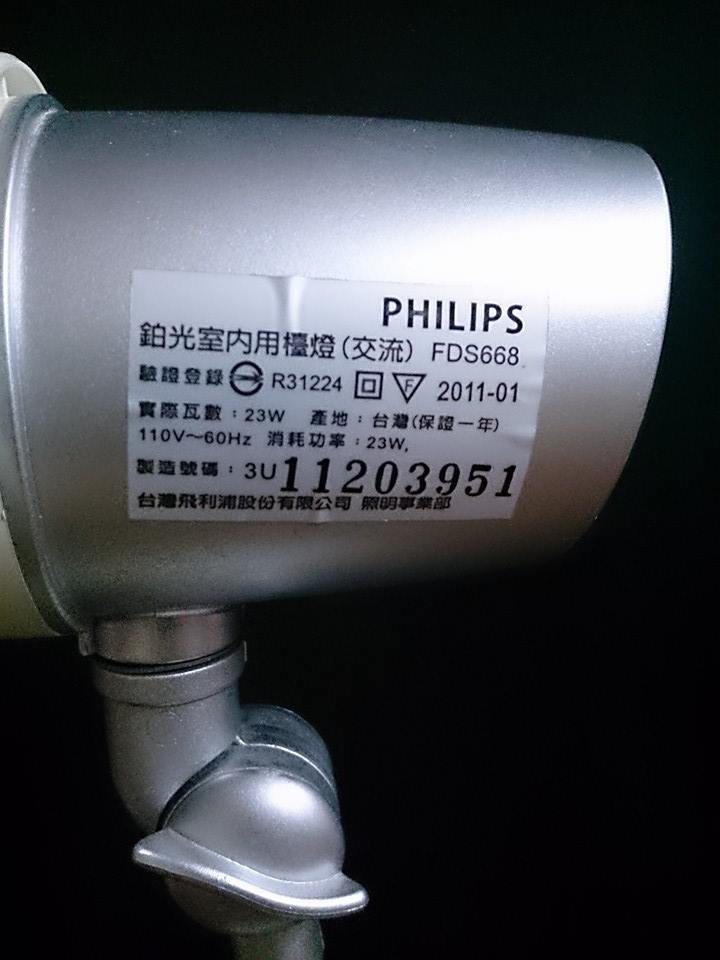 PHILIPS
鉑光室內用檯燈(交流) FDS668
驗證登錄 R31224 F 2011-01
實際瓦數：23W 產地：台灣(保證一年)
110V～60Hz 消耗功率：23W,
製造號碼：3U11203951
台灣飛利浦股份有限公司 照明事業部